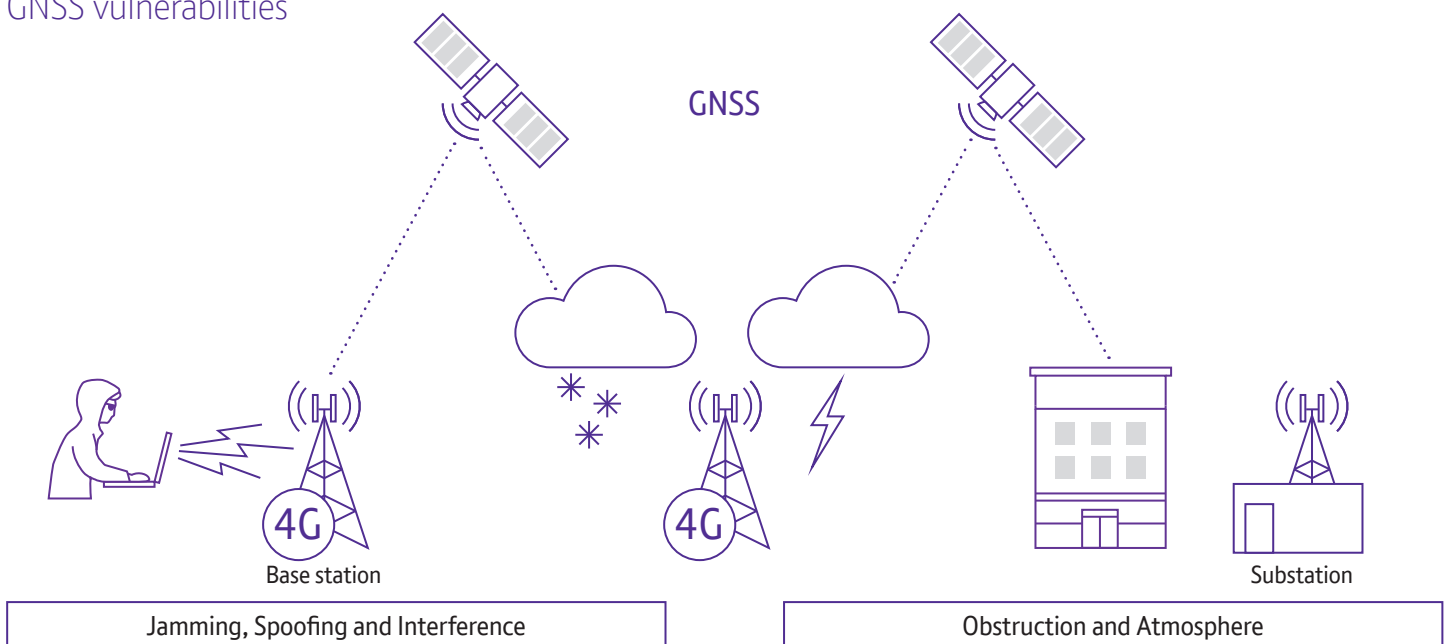 GNSS vulnerabilities
GNSS
4G
4G
Base station
Substation
Jamming, Spoofing and Interference
Obstruction and Atmosphere